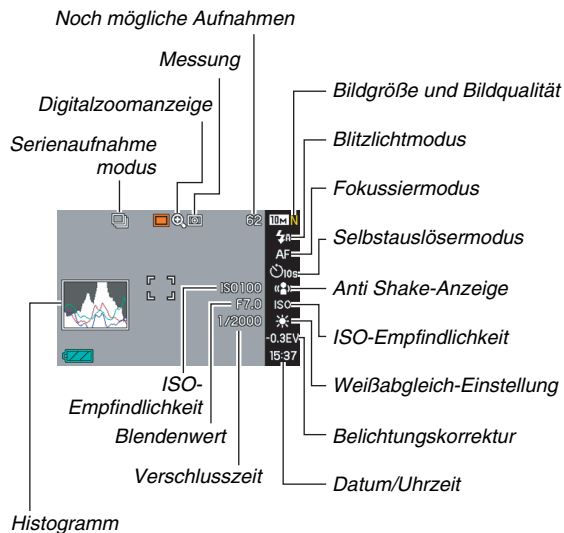 Noch mögliche Aufnahmen
Messung
Digitalzoomanzeige
Serienaufnahme
modus
Bildgröße und Bildqualität
Blitzlichtmodus
Fokussiermodus
Selbstauslösermodus
Anti Shake-Anzeige
ISO-Empfindlichkeit
Weißabgleich-Einstellung
Belichtungskorrektur
Datum/Uhrzeit
62
10M N
A
AF
10s
ISO100
ISO
F7.0
1/2000
-0.3EV
15:37
ISO-
Empfindlichkeit
Blendenwert
Verschlusszeit
Histogramm